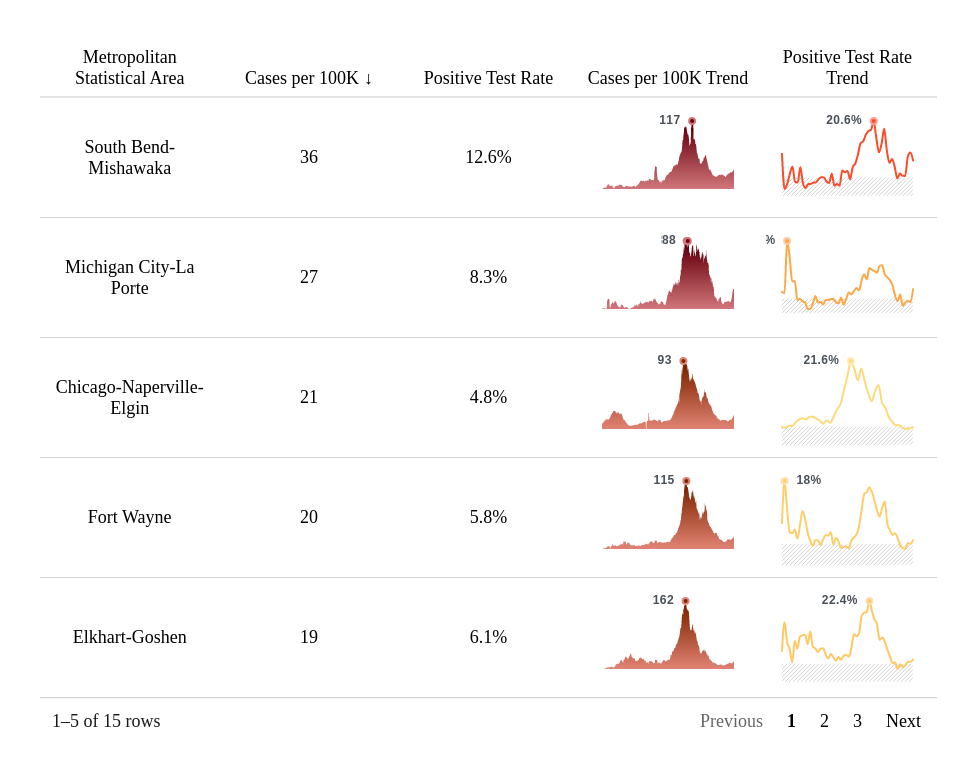 Metropolitan
Statistical Area
Cases per 100K ↓
Positive Test Rate
Cases per 100K Trend
Positive Test Rate
Trend
South Bend-
Mishawaka
36
12.6%
117
20.6%
Michigan City-La
Porte
27
8.3%
88
%
Chicago-Naperville-
Elgin
21
4.8%
93
21.6%
Fort Wayne
20
5.8%
115
18%
Elkhart-Goshen
19
6.1%
162
22.4%
1–5 of 15 rows
Previous 1 2 3 Next